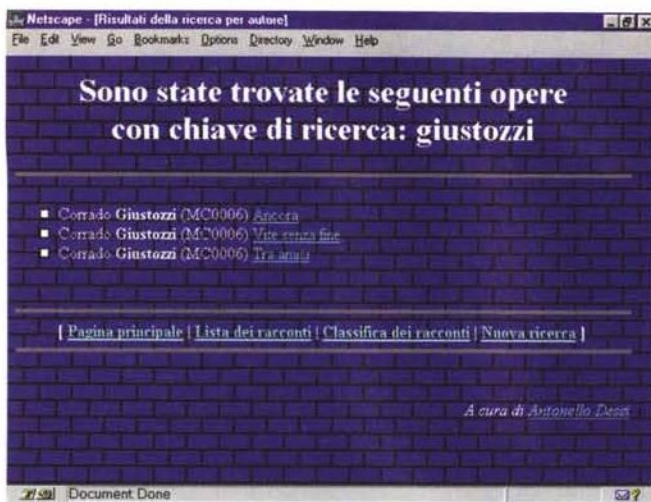 Netscape - [Risultati della ricerca per autore]
File Edit View Go Bookmarks Options Directory Window Help
Sono state trovate le seguenti opere
con chiave di ricerca: giustozzi
Corrado Giustozzi (MC0006) Ancora
Corrado Giustozzi (MC0006) Vite senza fine
Corrado Giustozzi (MC0006) Tra amici
[ Pagina principale | Lista dei racconti | Classifica dei racconti | Nuova ricerca ]
A cura di Antonello Dessì
Document Done